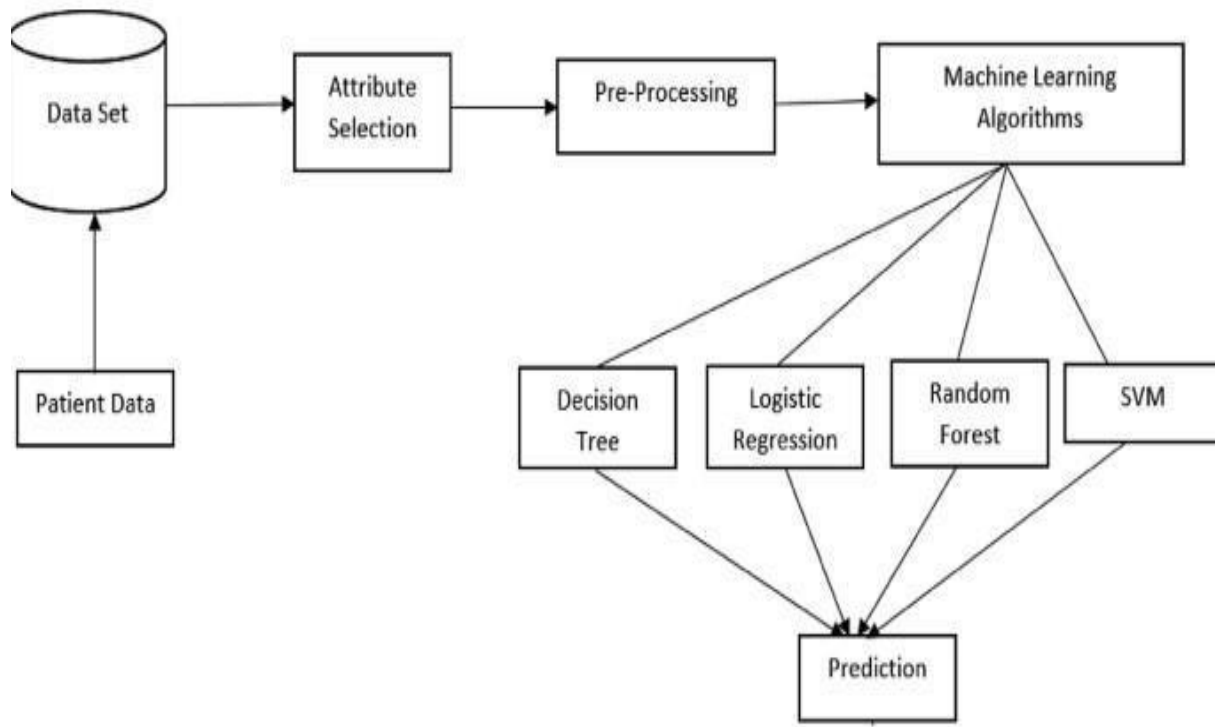 Data Set
Attribute
Selection
Pre-Processing
Machine Learning
Algorithms
Patient Data
Decision
Tree
Logistic
Regression
Random
Forest
SVM
Prediction